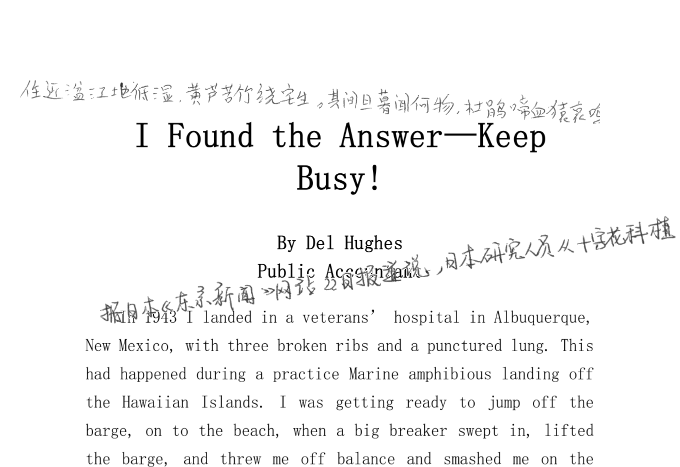 住近湓江地低湿,黄芦苦竹绕宅生。其间旦暮闻何物,杜鹃啼血猿哀鸣
I Found the Answer—Keep
Busy!
By Del Hughes
Public Accountant
据日本《东京新闻》网站22日报道说,日本研究人员从十字花科植
In 1943 I landed in a veterans’ hospital in Albuquerque,
New Mexico, with three broken ribs and a punctured lung. This
had happened during a practice Marine amphibious landing off
the Hawaiian Islands. I was getting ready to jump off the
barge, on to the beach, when a big breaker swept in, lifted
the barge, and threw me off balance and smashed me on the